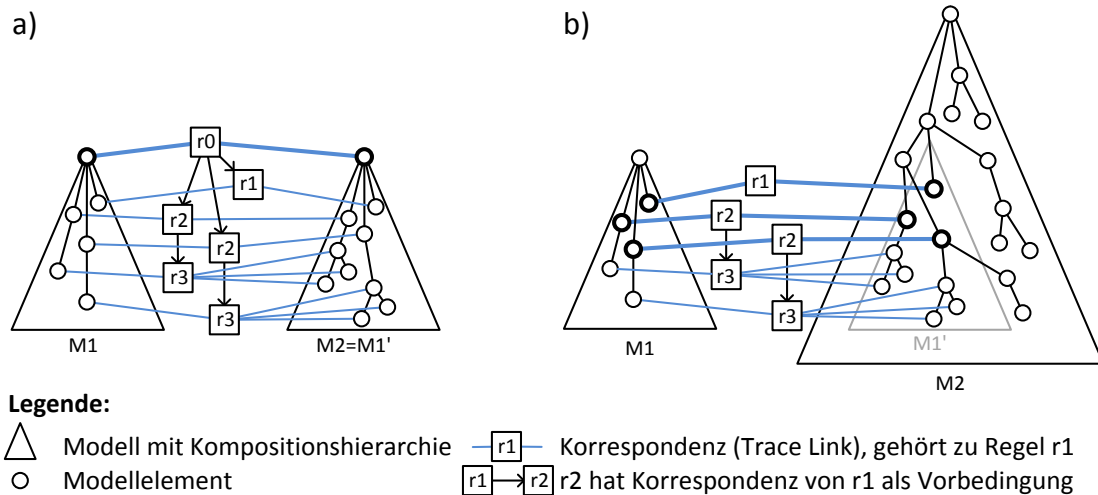 a)
b)
r0
r1
r2
r2
r3
r3
M1
M2=M1'
r1
r2
r2
r3
r3
M1
M1'
M2
Legende:
Modell mit Kompositionshierarchie
r1 Korrespondenz (Trace Link), gehört zu Regel r1
Modellelement
r1 r2 r2 hat Korrespondenz von r1 als Vorbedingung